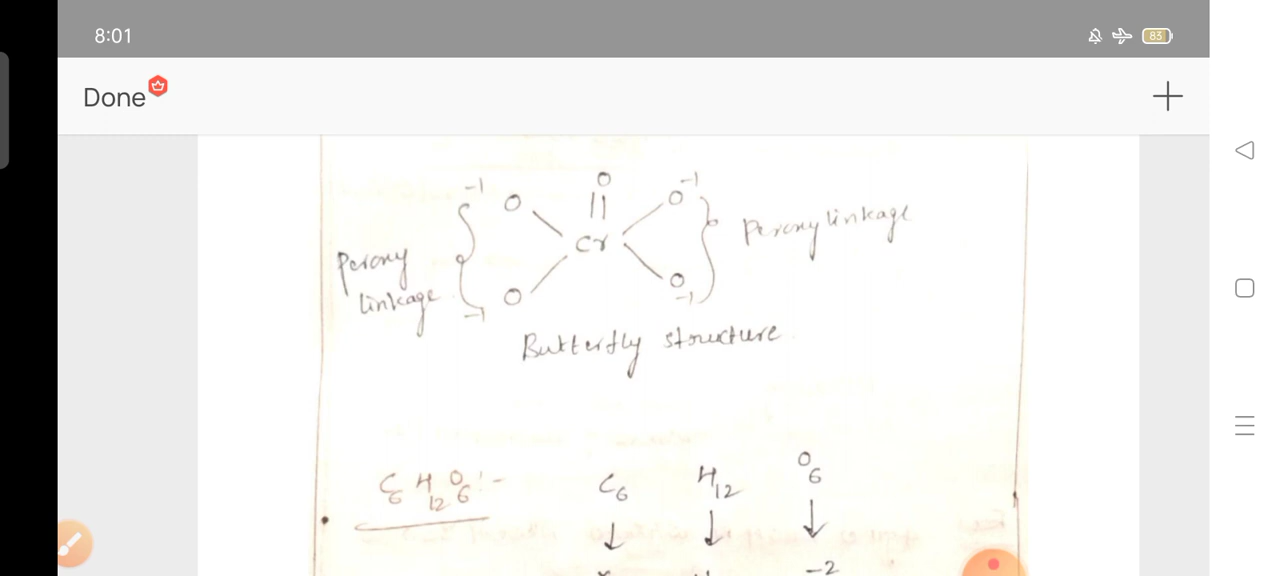 8:01
83
Done
O
-1 O O -1
Cr
Peroxy linkage
Peroxy
linkage
O O
-1 -1
Butterfly structure
C6H12O6:- C6 H12 O6
↓ ↓ ↓
-2